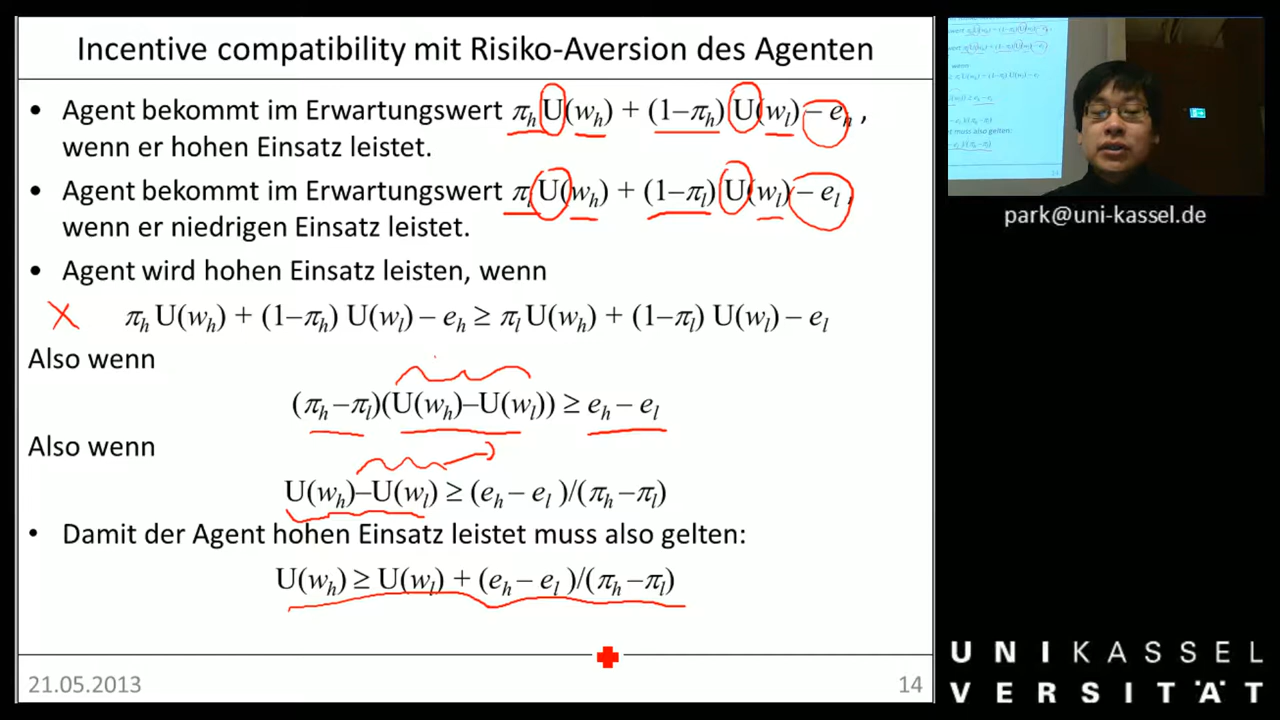 Incentive compatibility mit Risiko-Aversion des Agenten
• Agent bekommt im Erwartungswert πₕ U(wₕ) + (1–πₕ) U(wₗ) – eₕ ,
wenn er hohen Einsatz leistet.
• Agent bekommt im Erwartungswert πₗ U(wₕ) + (1–πₗ) U(wₗ) – eₗ ,
wenn er niedrigen Einsatz leistet.
• Agent wird hohen Einsatz leisten, wenn
πₕ U(wₕ) + (1–πₕ) U(wₗ) – eₕ ≥ πₗ U(wₕ) + (1–πₗ) U(wₗ) – eₗ
Also wenn
(πₕ–πₗ)(U(wₕ)–U(wₗ)) ≥ eₕ – eₗ
Also wenn
U(wₕ)–U(wₗ) ≥ (eₕ – eₗ )/(πₕ–πₗ)
• Damit der Agent hohen Einsatz leistet muss also gelten:
U(wₕ) ≥ U(wₗ) + (eₕ – eₗ )/(πₕ–πₗ)
21.05.2013
14
park@uni-kassel.de
UNI KASSEL
VERSITÄT